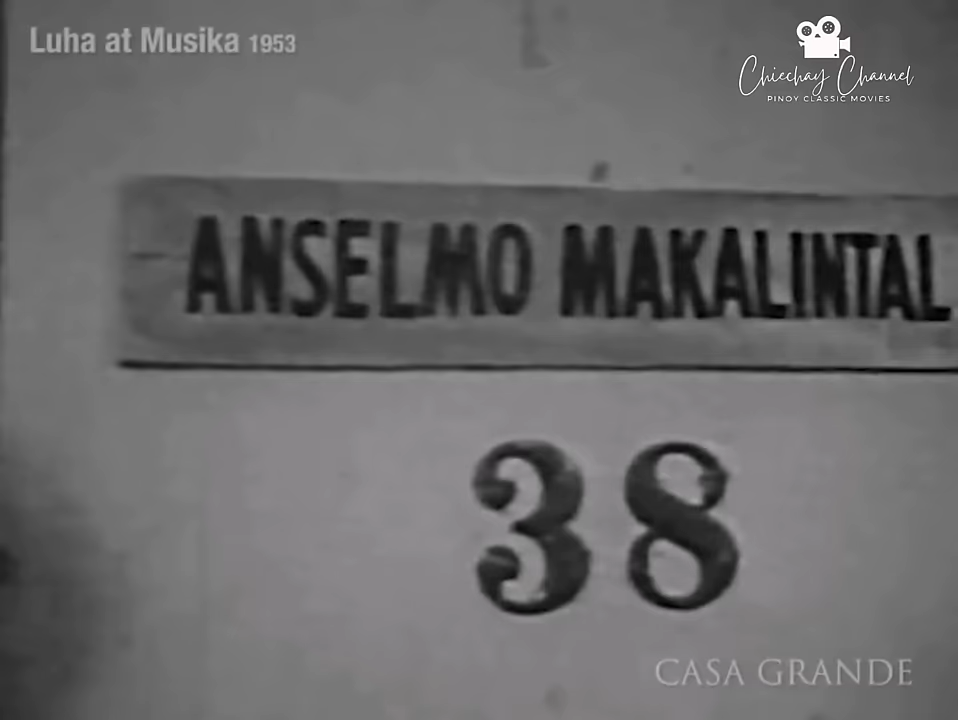 Luha at Musika 1953
Chiechay Channel
PINOY CLASSIC MOVIES
ANSELMO MAKALINTAL
38
CASA GRANDE